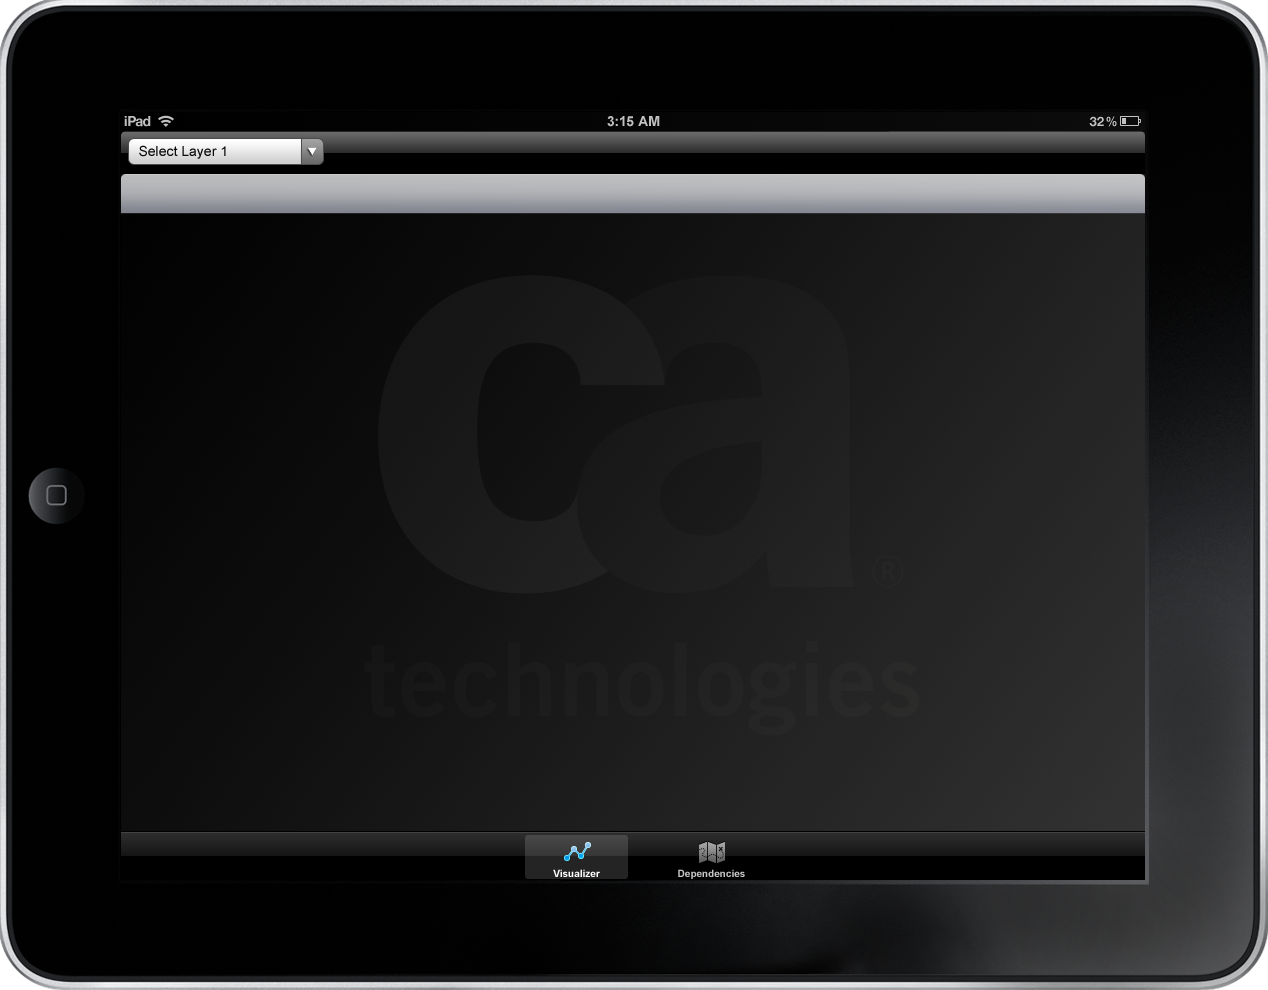 iPad 3:15 AM 32%
Select Layer 1
ca
®
technologies
Visualizer Dependencies